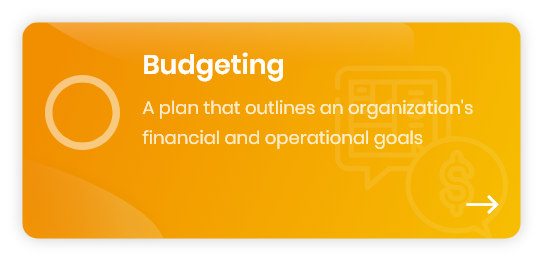 Budgeting
A plan that outlines an organization's
financial and operational goals